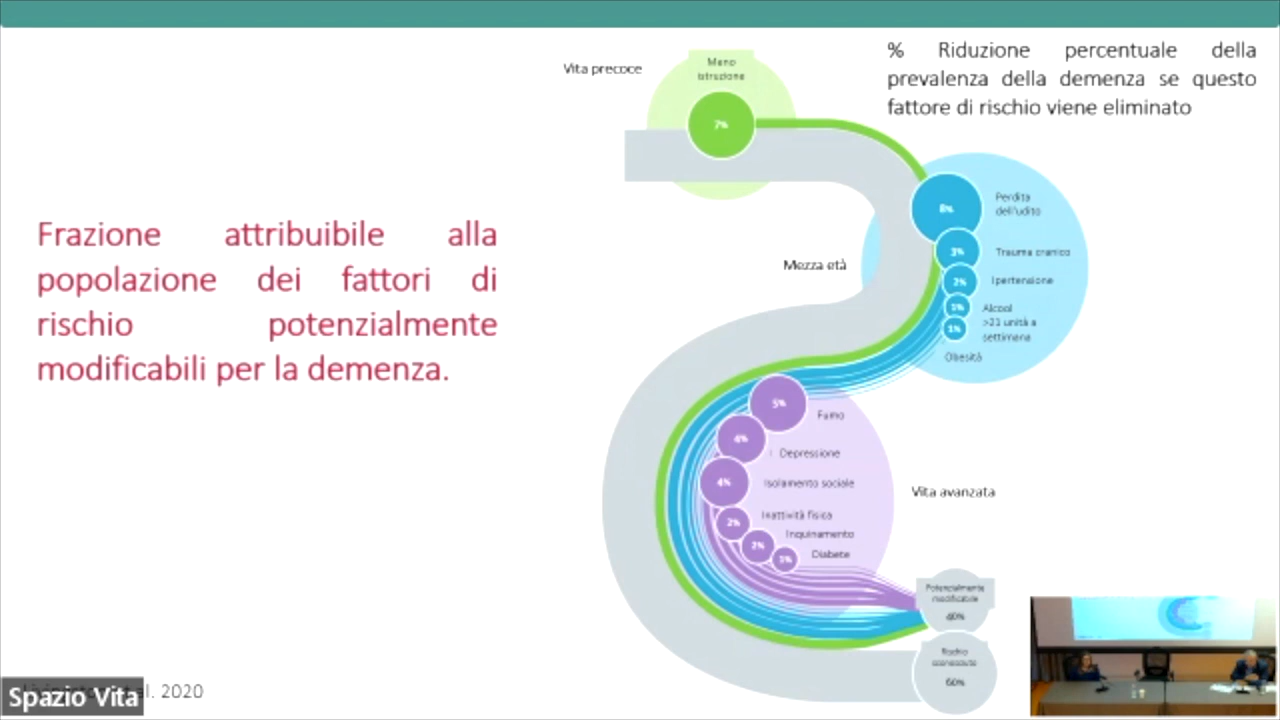 % Riduzione percentuale della
prevalenza della demenza se questo
fattore di rischio viene eliminato
Vita precoce
Meno
istruzione
7%
Frazione attribuibile alla
popolazione dei fattori di
rischio potenzialmente
modificabili per la demenza.
Mezza età
8%
Perdita
dell'udito
3%
Trauma cranico
2%
Ipertensione
1%
Alcool
>21 unità a
settimana
1%
Obesità
5%
Fumo
4%
Depressione
4%
Isolamento sociale
2%
Inattività fisica
2%
Inquinamento
1%
Diabete
Vita avanzata
Potenzialmente
modificabile
40%
Rischio
sconosciuto
60%
al. 2020
Spazio Vita